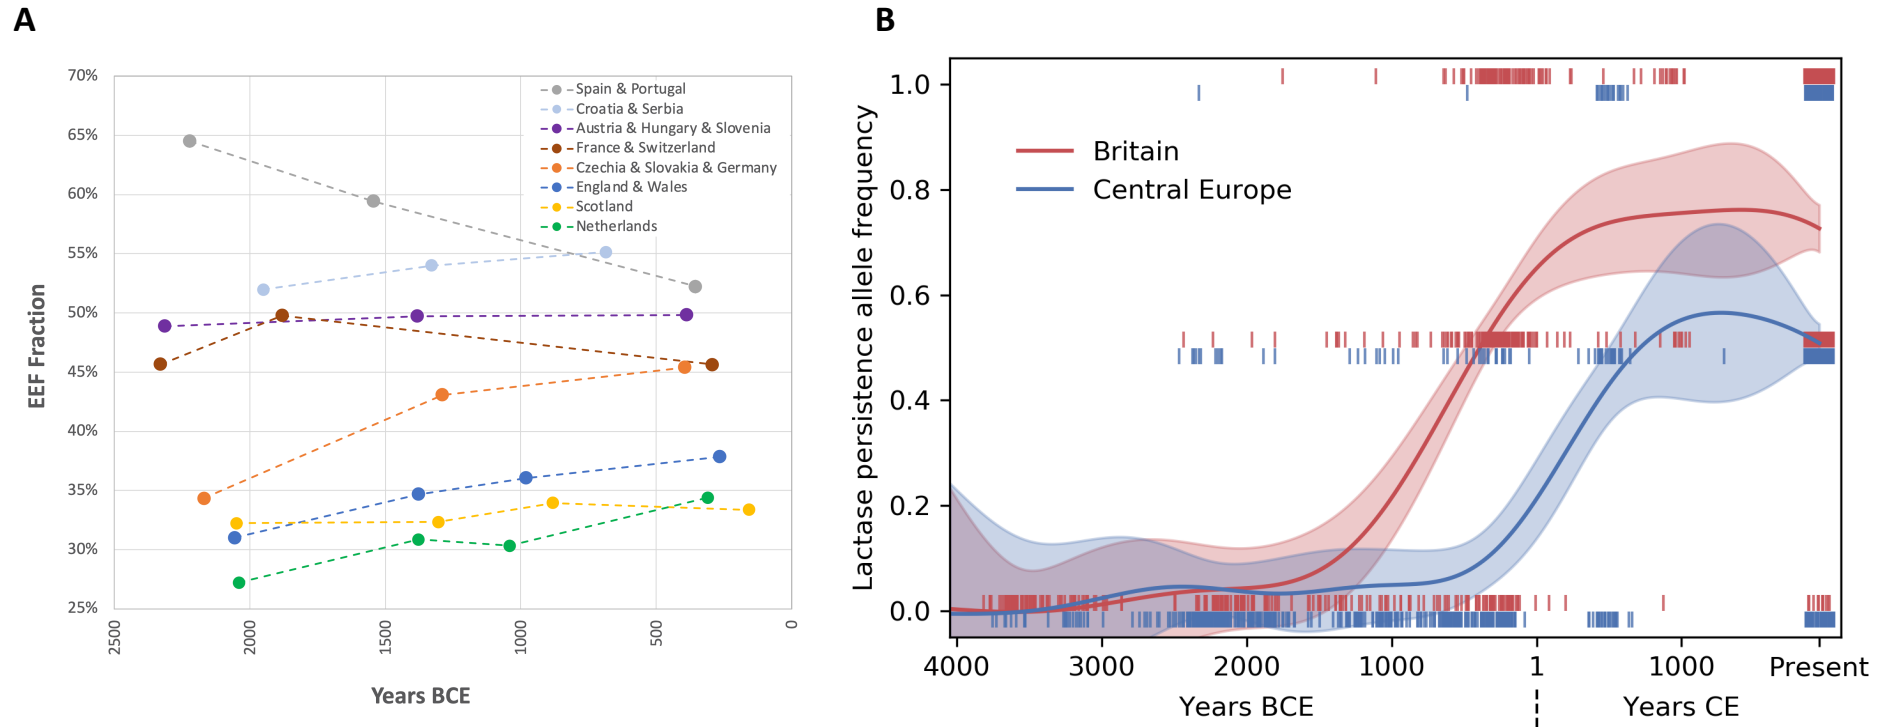 A
70%
65%
60%
55%
50%
45%
40%
35%
30%
25%
EEF Fraction
Spain & Portugal
Croatia & Serbia
Austria & Hungary & Slovenia
France & Switzerland
Czechia & Slovakia & Germany
England & Wales
Scotland
Netherlands
2500 2000 1500 1000 500 0
Years BCE
B
1.0
0.8
0.6
0.4
0.2
0.0
Lactase persistence allele frequency
Britain
Central Europe
4000 3000 2000 1000 1 1000 Present
Years BCE Years CE